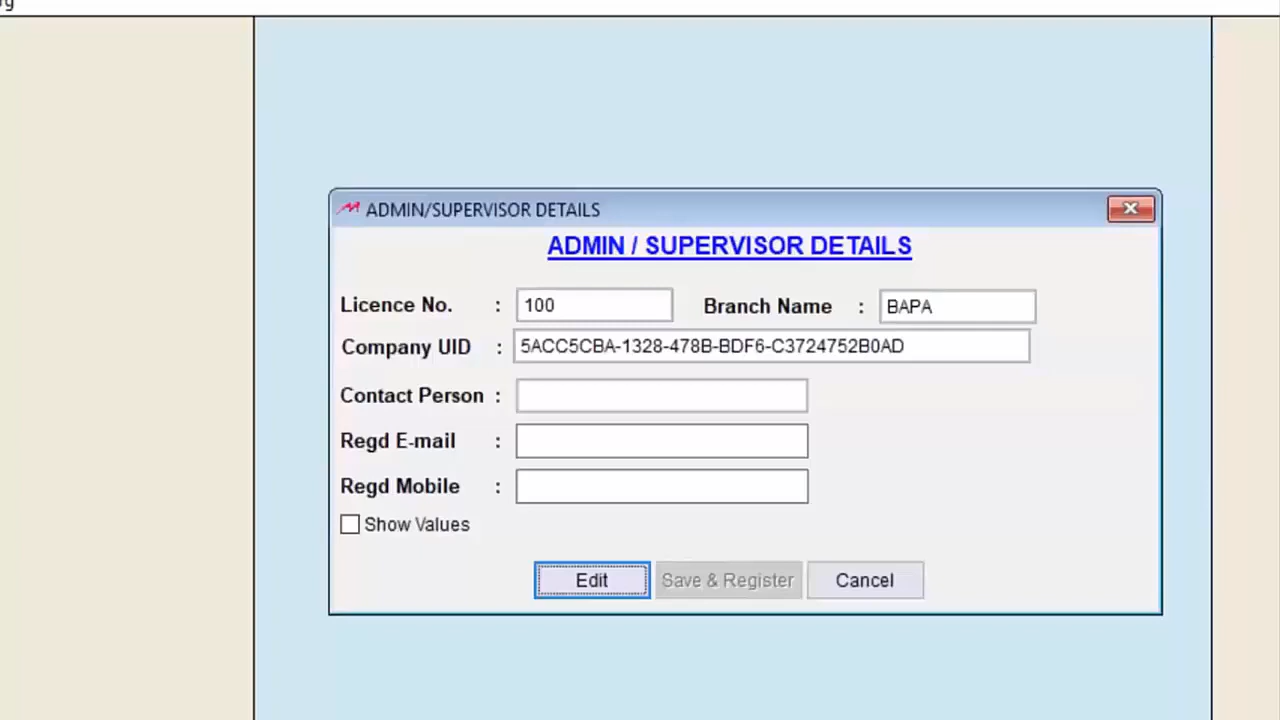 ADMIN/SUPERVISOR DETAILS
ADMIN / SUPERVISOR DETAILS
Licence No. : 100 Branch Name : BAPA
Company UID : 5ACC5CBA-1328-478B-BDF6-C3724752B0AD
Contact Person :
Regd E-mail :
Regd Mobile :
Show Values
Edit Save & Register Cancel